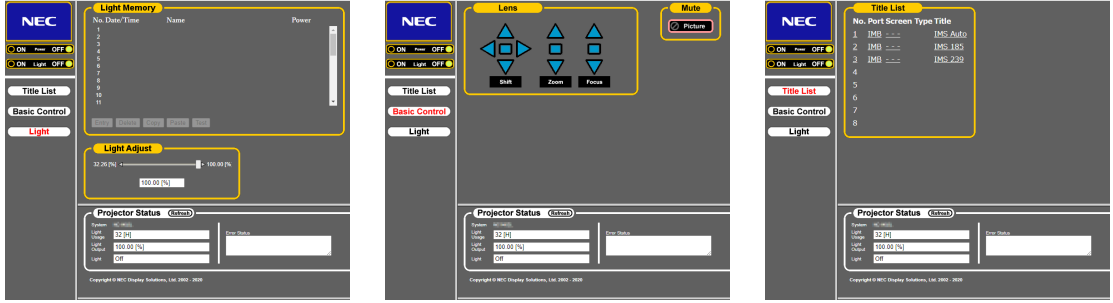 NEC
ON Power OFF
ON Light OFF
Title List
Basic Control
Light
Light Memory
No. Date/Time Name Power
1
2
3
4
5
6
7
8
9
10
11
Entry Delete Copy Paste Test
Light Adjust
32.26 [%] 100.00 [%
100.00 [%]
Projector Status Refresh
System
Light Usage 32 [H]
Light Output 100.00 [%]
Light Off
Error Status
Copyright © NEC Display Solutions, Ltd. 2002 - 2020
NEC
ON Power OFF
ON Light OFF
Title List
Basic Control
Light
Lens
Shift Zoom Focus
Mute
Picture
Projector Status Refresh
System
Light Usage 32 [H]
Light Output 100.00 [%]
Light Off
Error Status
Copyright © NEC Display Solutions, Ltd. 2002 - 2020
NEC
ON Power OFF
ON Light OFF
Title List
Basic Control
Light
Title List
No. Port Screen Type Title
1 IMB - - - IMS Auto
2 IMB - - - IMS 185
3 IMB - - - IMS 239
4
5
6
7
8
Projector Status Refresh
System
Light Usage 32 [H]
Light Output 100.00 [%]
Light Off
Error Status
Copyright © NEC Display Solutions, Ltd. 2002 - 2020